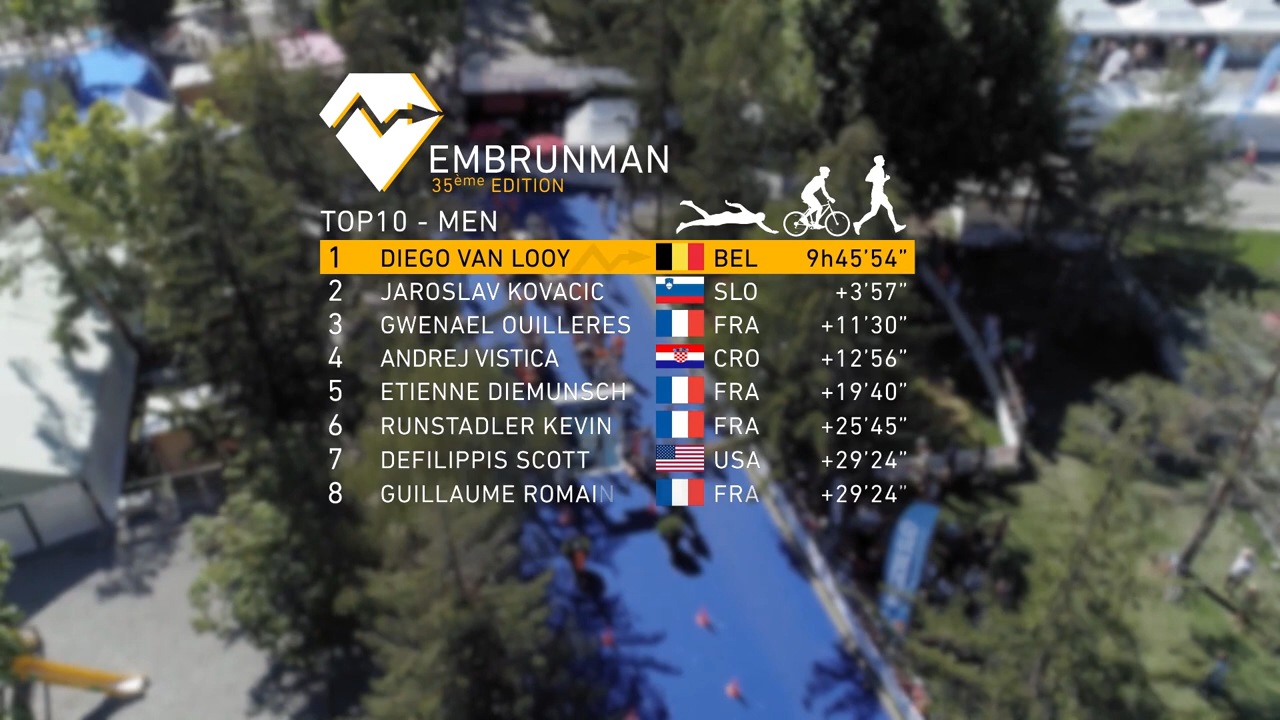 EMBRUNMAN
35ème EDITION
TOP10 - MEN
1 DIEGO VAN LOOY BEL 9h45’54”
2 JAROSLAV KOVACIC SLO +3’57”
3 GWENAEL OUILLERES FRA +11’30”
4 ANDREJ VISTICA CRO +12’56”
5 ETIENNE DIEMUNSCH FRA +19’40”
6 RUNSTADLER KEVIN FRA +25’45”
7 DEFILIPPIS SCOTT USA +29’24”
8 GUILLAUME ROMAIN FRA +29’24”